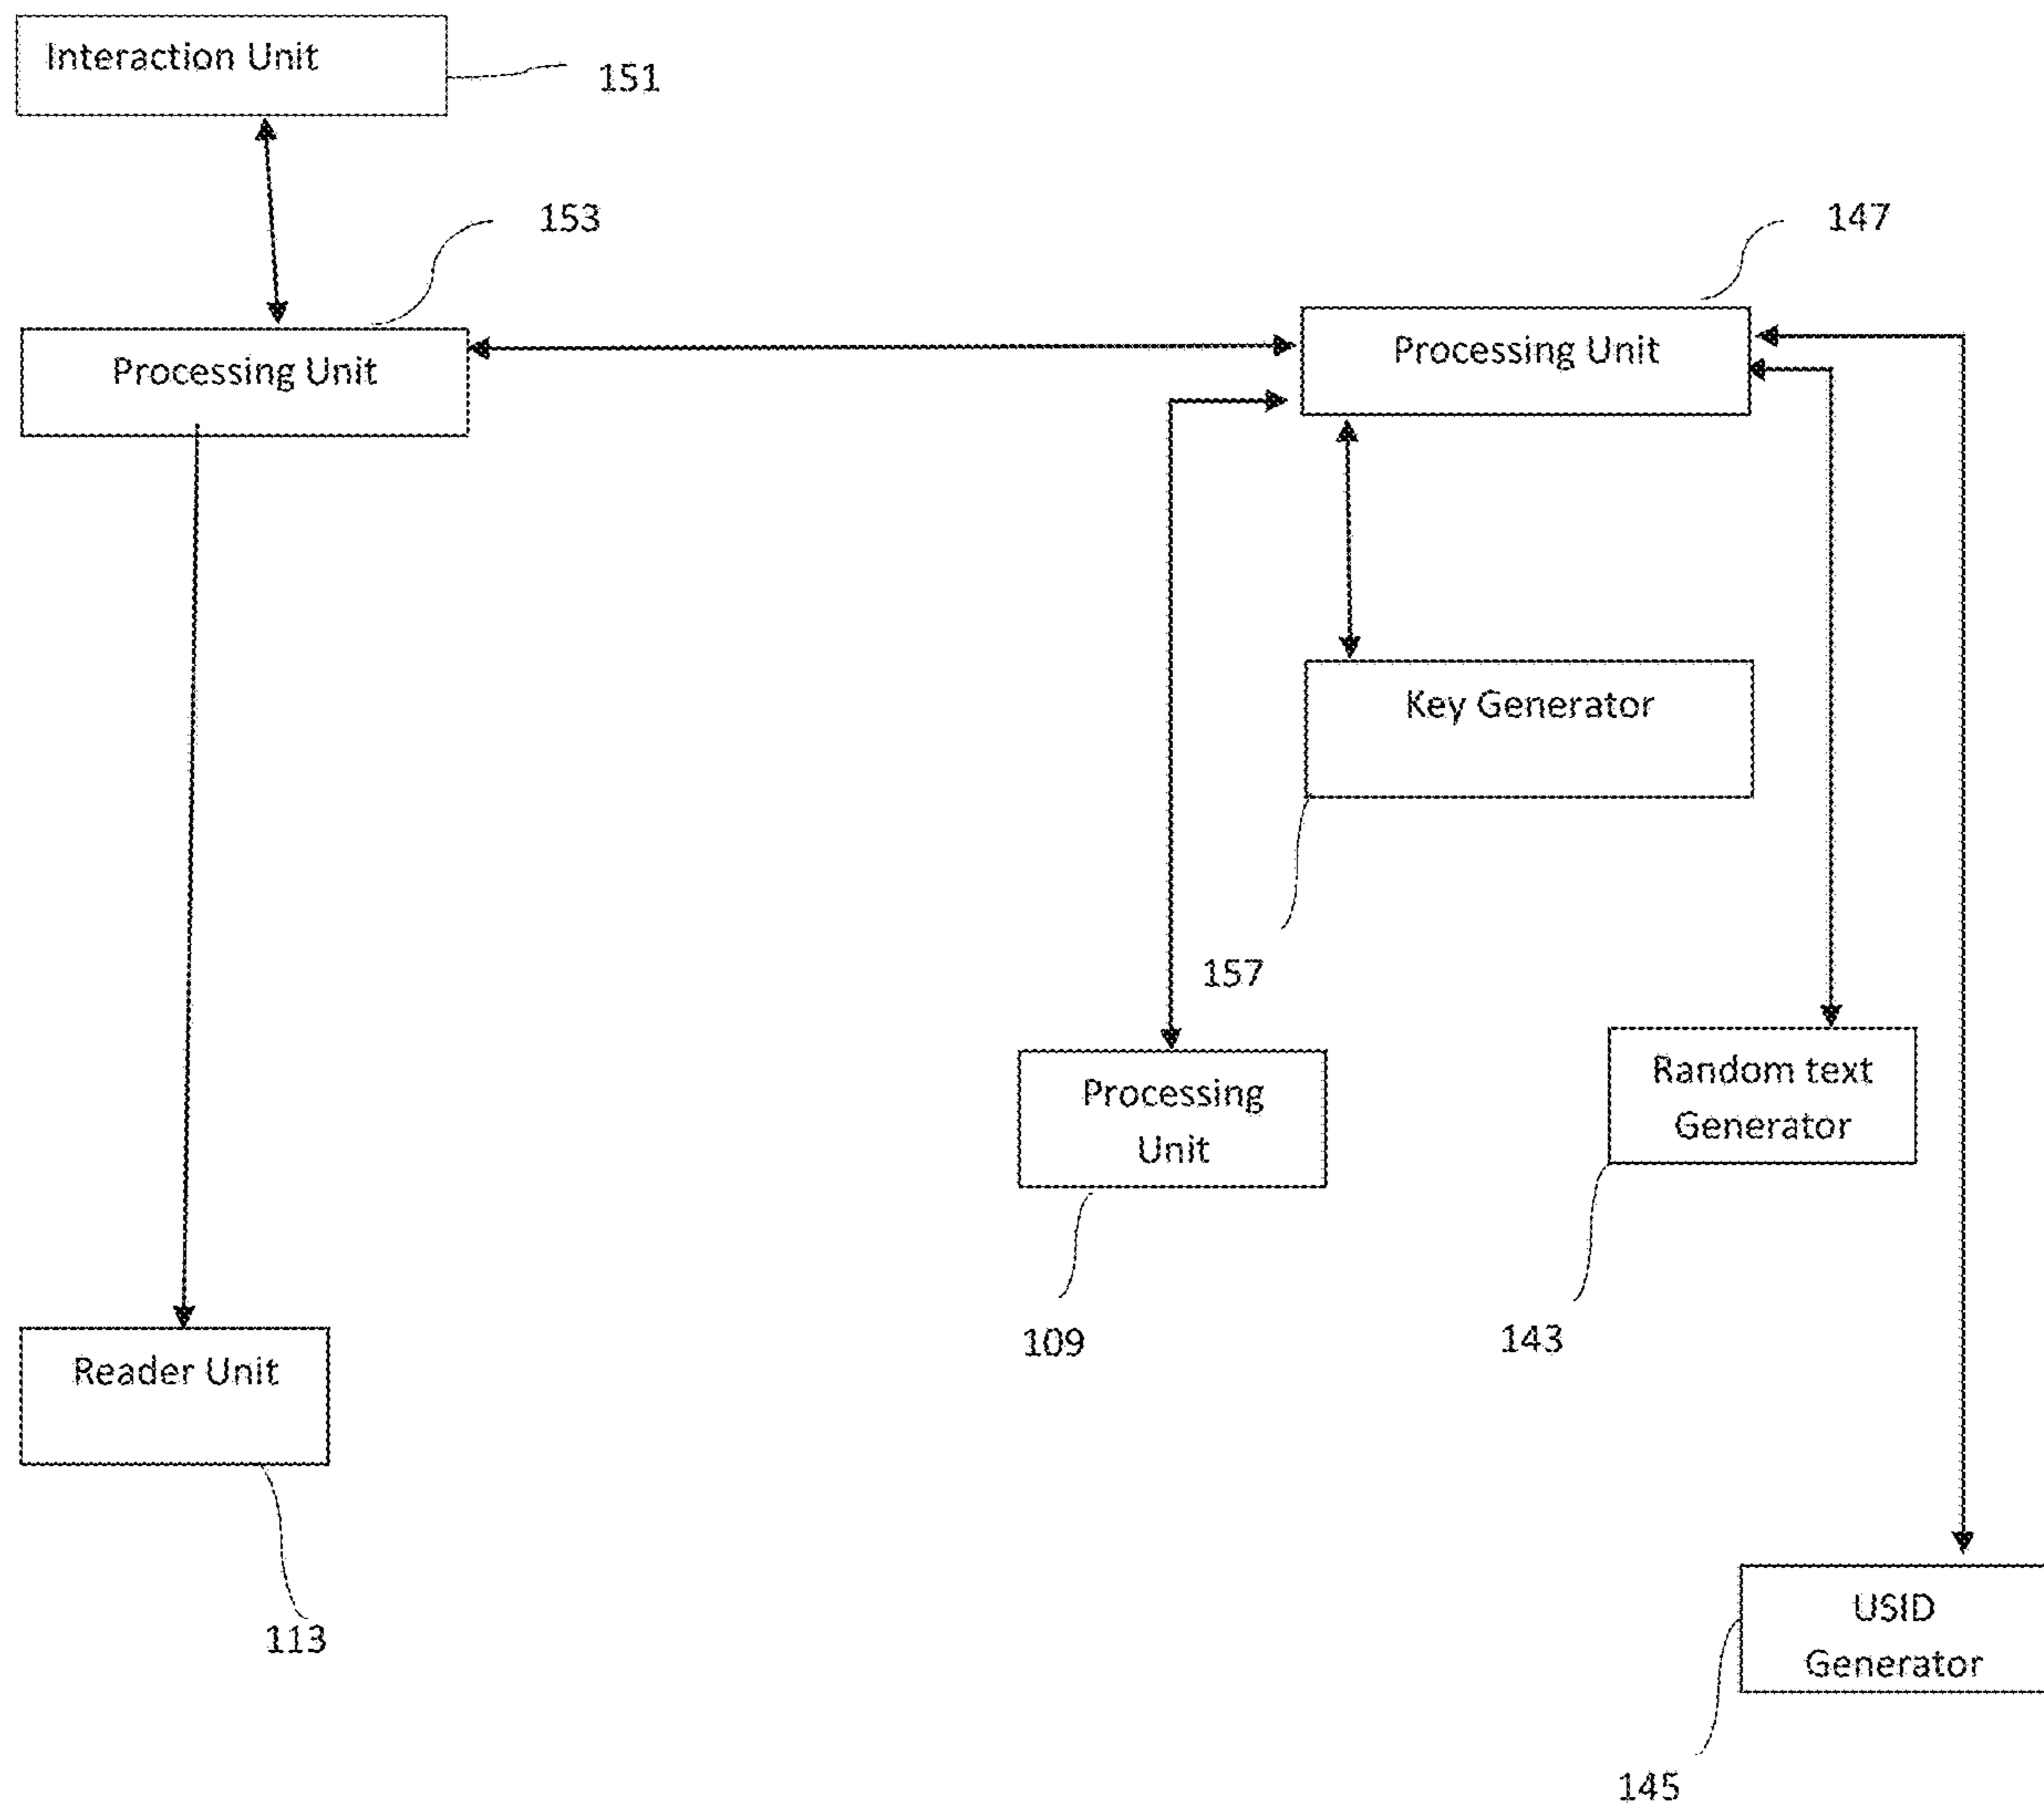 Interaction Unit
151
153
147
Processing Unit
Processing Unit
Key Generator
157
Processing
Unit
Random text
Generator
109
143
Reader Unit
113
USID
Generator
145